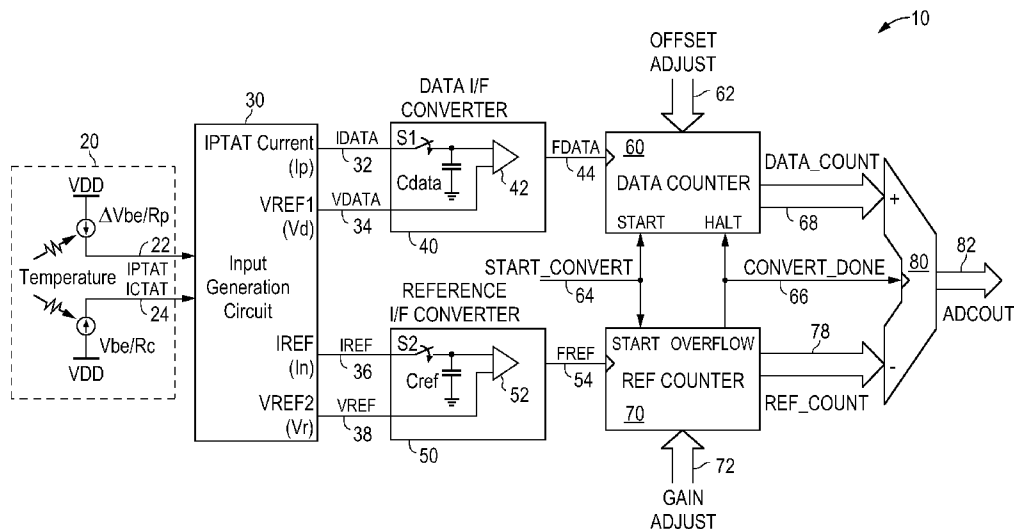 10
OFFSET
ADJUST
62
DATA I/F
CONVERTER
30
IPTAT Current
(Ip)
IDATA
32
S1
Cdata
42
FDATA
44
60
DATA COUNTER
START
HALT
DATA_COUNT
68
20
VDD
ΔVbe/Rp
22
IPTAT
Temperature
ICTAT
24
Vbe/Rc
VDD
VREF1
(Vd)
VDATA
34
40
Input
Generation
Circuit
START_CONVERT
64
CONVERT_DONE
66
+
80
-
82
ADCOUT
REFERENCE
I/F CONVERTER
IREF
(In)
IREF
36
S2
Cref
52
FREF
54
START
OVERFLOW
REF COUNTER
70
78
REF_COUNT
VREF2
(Vr)
VREF
38
50
72
GAIN
ADJUST